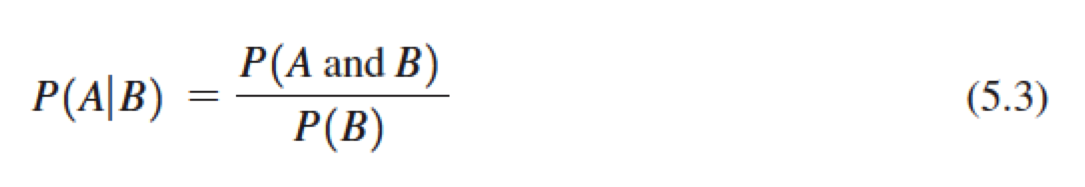 P(A|B) = P(A and B) / P(B) (5.3)